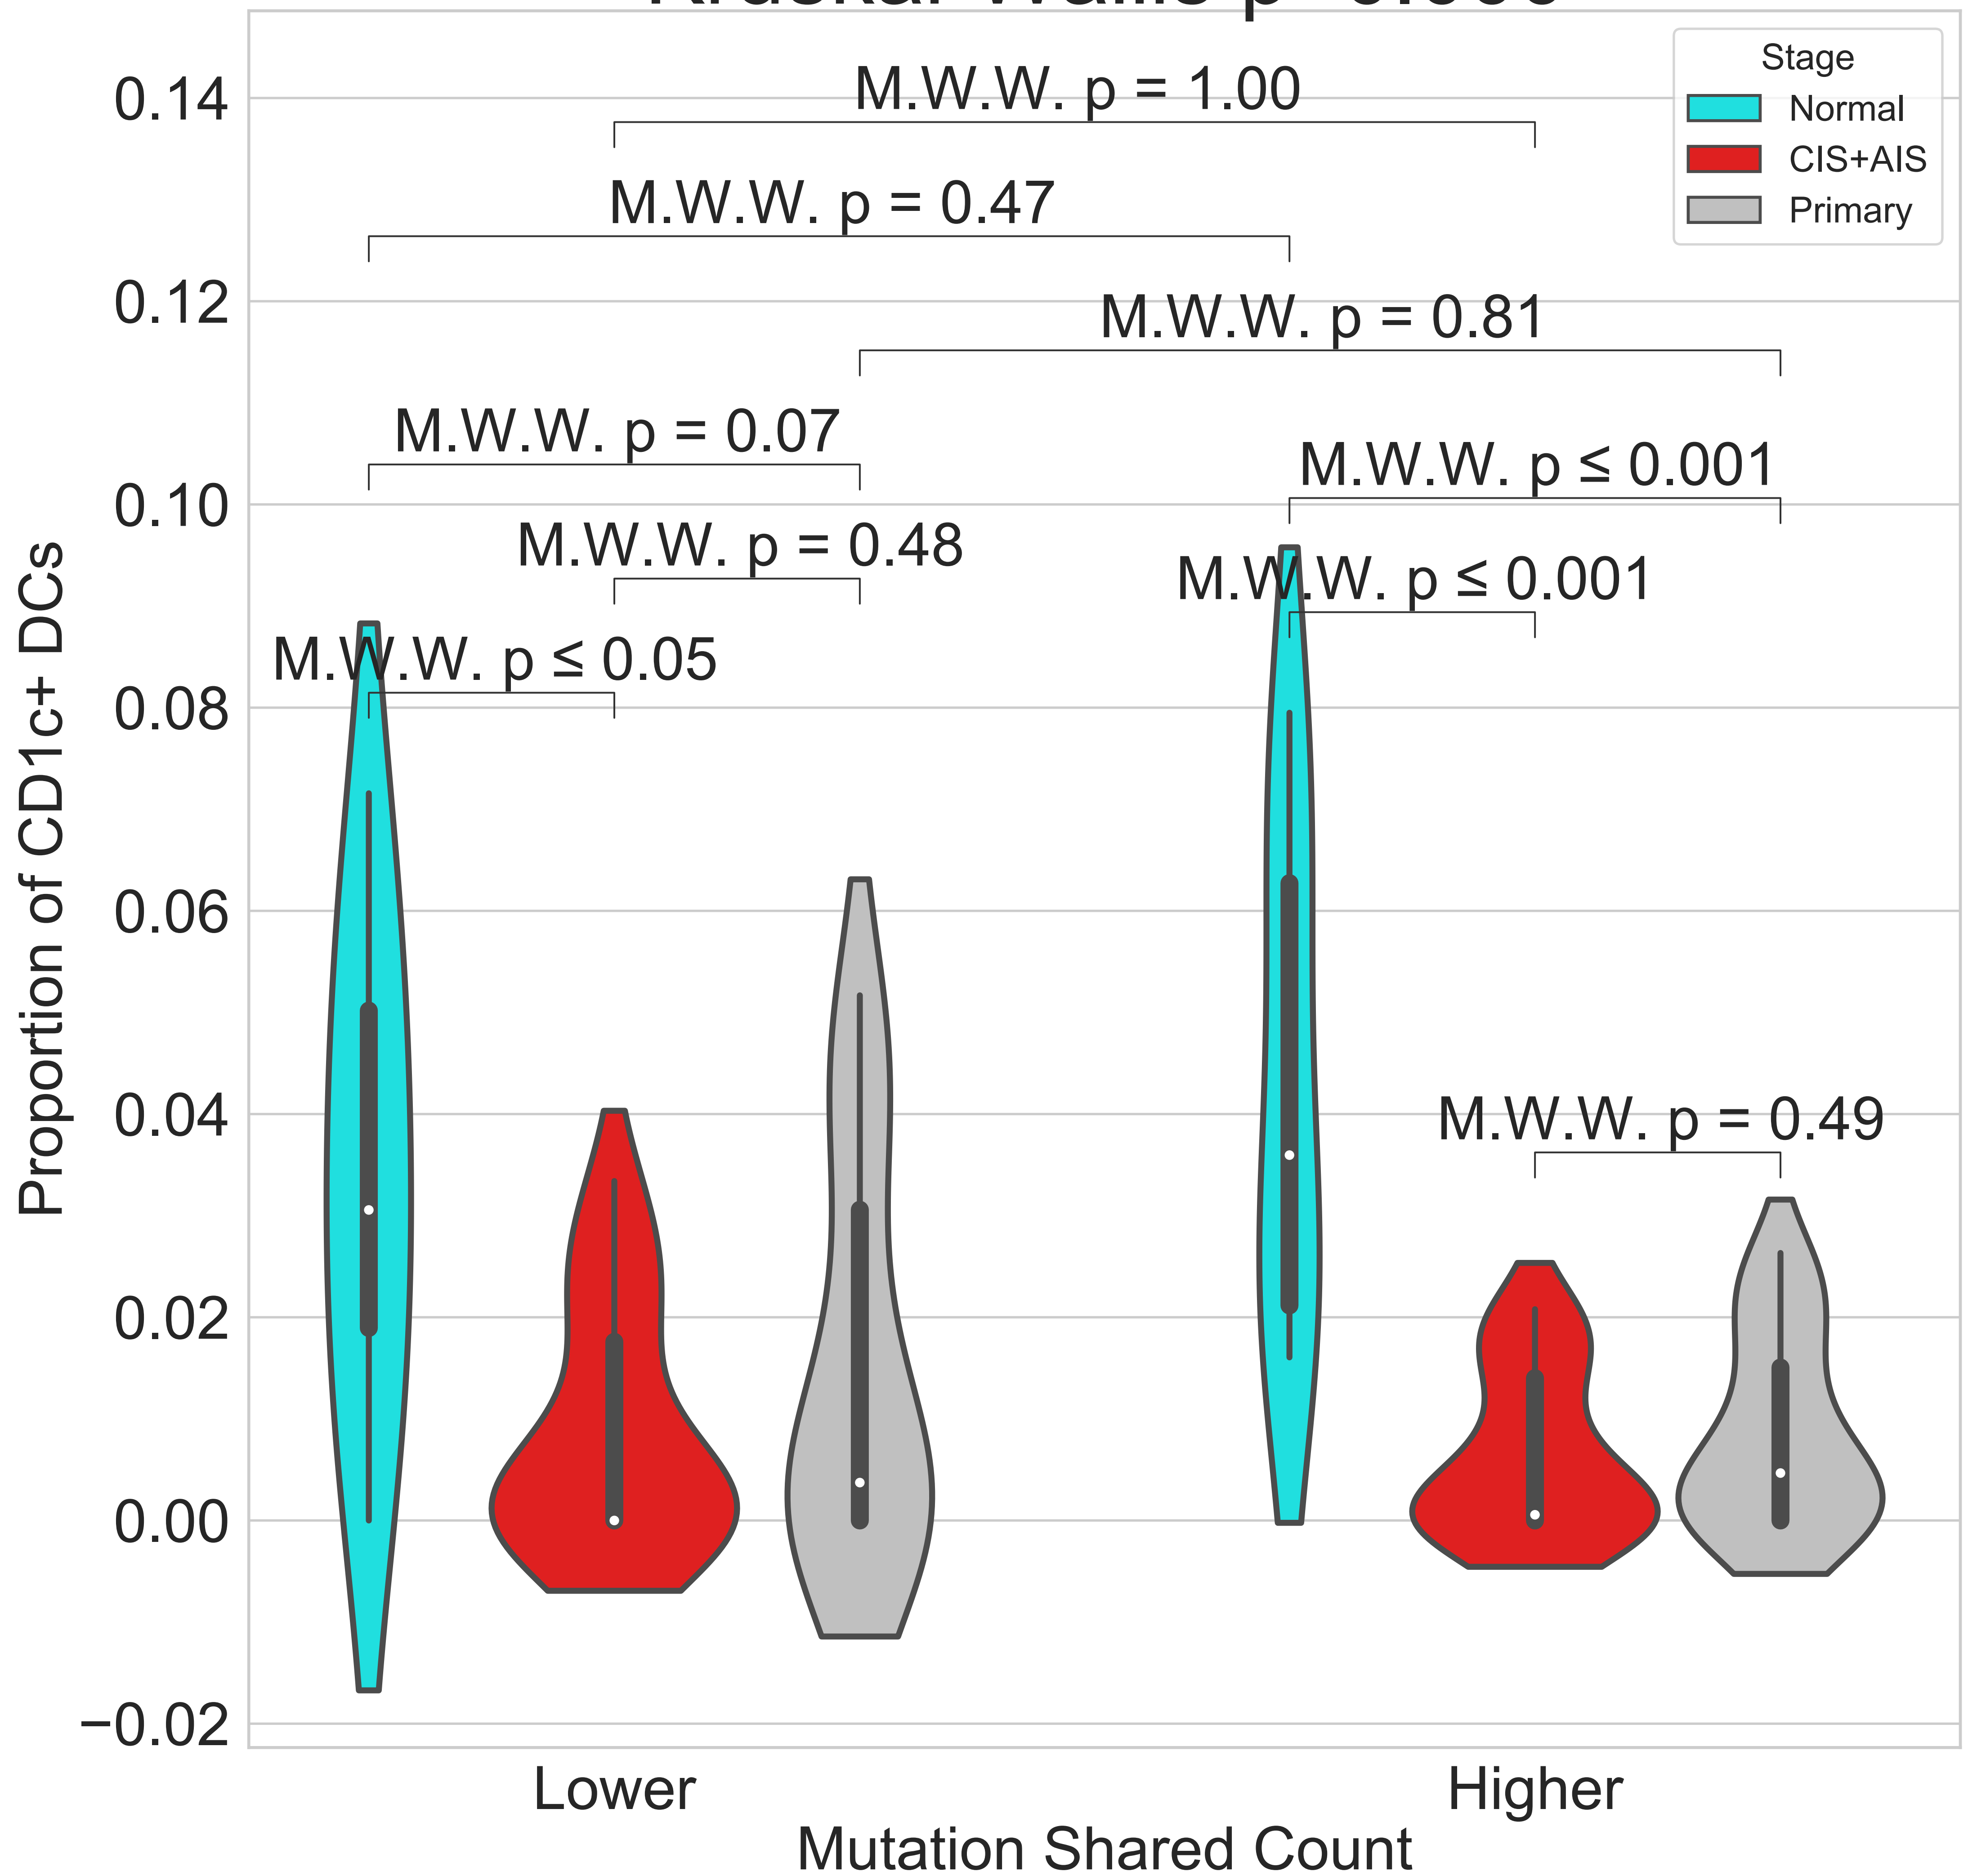 Stage
Normal
CIS+AIS
Primary
M.W.W. p = 1.00
M.W.W. p = 0.47
M.W.W. p = 0.81
M.W.W. p = 0.07
M.W.W. p ≤ 0.001
M.W.W. p = 0.48
M.W.W. p ≤ 0.001
M.W.W. p ≤ 0.05
M.W.W. p = 0.49
Proportion of CD1c+ DCs
0.14
0.12
0.10
0.08
0.06
0.04
0.02
0.00
−0.02
Lower
Higher
Mutation Shared Count